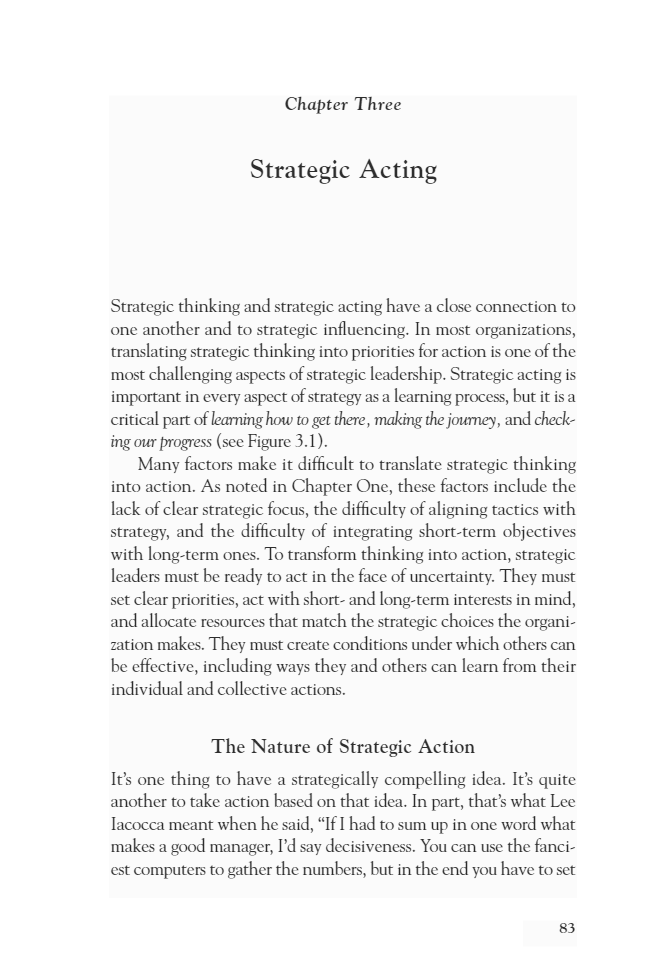 Chapter Three
Strategic Acting
Strategic thinking and strategic acting have a close connection to
one another and to strategic influencing. In most organizations,
translating strategic thinking into priorities for action is one of the
most challenging aspects of strategic leadership. Strategic acting is
important in every aspect of strategy as a learning process, but it is a
critical part of learning how to get there, making the journey, and check-
ing our progress (see Figure 3.1).
Many factors make it difficult to translate strategic thinking
into action. As noted in Chapter One, these factors include the
lack of clear strategic focus, the difficulty of aligning tactics with
strategy, and the difficulty of integrating short-term objectives
with long-term ones. To transform thinking into action, strategic
leaders must be ready to act in the face of uncertainty. They must
set clear priorities, act with short- and long-term interests in mind,
and allocate resources that match the strategic choices the organi-
zation makes. They must create conditions under which others can
be effective, including ways they and others can learn from their
individual and collective actions.
The Nature of Strategic Action
It’s one thing to have a strategically compelling idea. It’s quite
another to take action based on that idea. In part, that’s what Lee
Iacocca meant when he said, “If I had to sum up in one word what
makes a good manager, I’d say decisiveness. You can use the fanci-
est computers to gather the numbers, but in the end you have to set
83